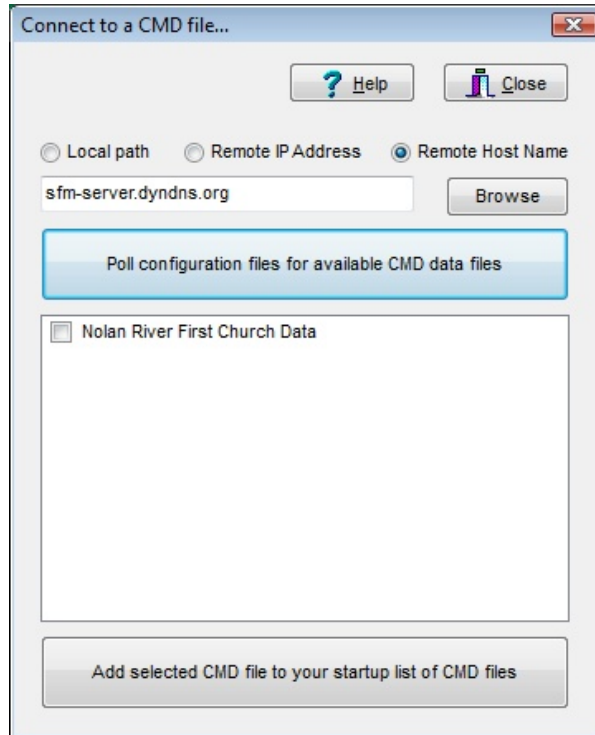 Connect to a CMD file...
Help Close
Local path Remote IP Address Remote Host Name
sfm-server.dyndns.org Browse
Poll configuration files for available CMD data files
Nolan River First Church Data
Add selected CMD file to your startup list of CMD files